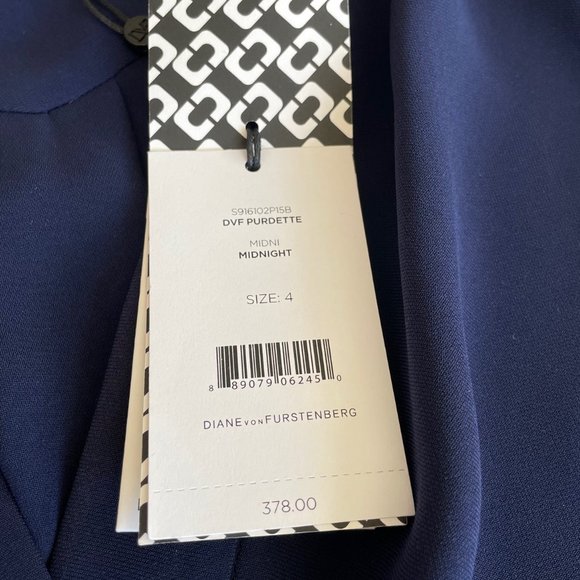 S916102P15B
DVF PURDETTE
MIDNI
MIDNIGHT
SIZE: 4
8 89079 06245 0
DIANE VON FURSTENBERG
378.00